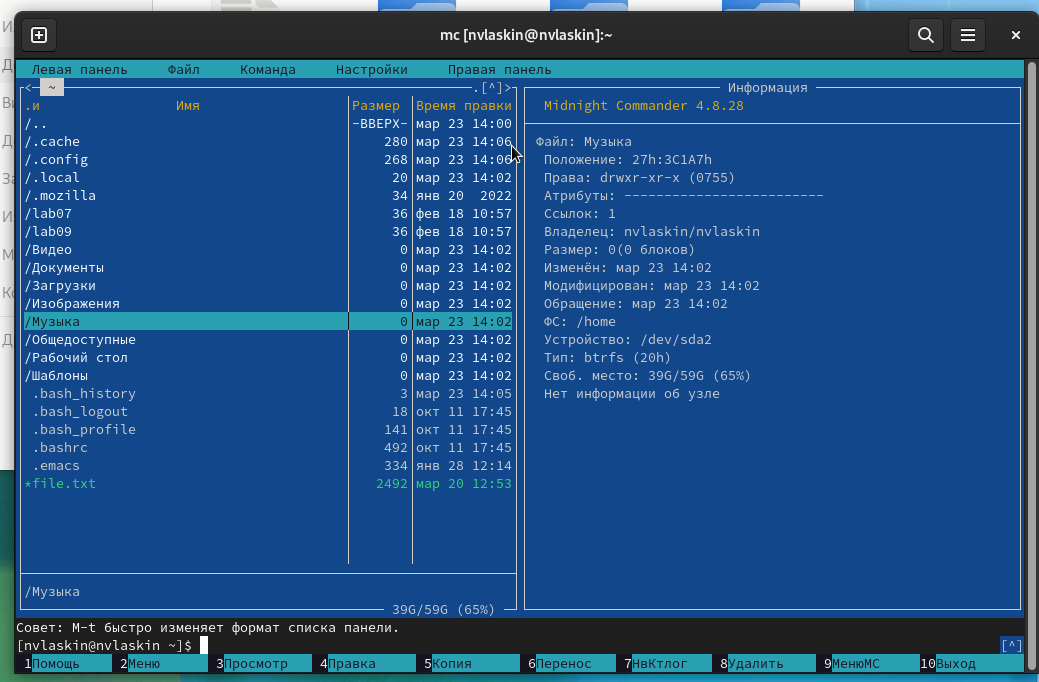 mc [nvlaskin@nvlaskin]:~
Левая панель Файл Команда Настройки Правая панель
<─ ~ .[^]>
.и Имя Размер Время правки
/.. -ВВЕРХ- мар 23 14:00
/.cache 280 мар 23 14:06
/.config 268 мар 23 14:06
/.local 20 мар 23 14:02
/.mozilla 34 янв 20 2022
/lab07 36 фев 18 10:57
/lab09 36 фев 18 10:57
/Видео 0 мар 23 14:02
/Документы 0 мар 23 14:02
/Загрузки 0 мар 23 14:02
/Изображения 0 мар 23 14:02
/Музыка 0 мар 23 14:02
/Общедоступные 0 мар 23 14:02
/Рабочий стол 0 мар 23 14:02
/Шаблоны 0 мар 23 14:02
.bash_history 3 мар 23 14:05
.bash_logout 18 окт 11 17:45
.bash_profile 141 окт 11 17:45
.bashrc 492 окт 11 17:45
.emacs 334 янв 28 12:14
*file.txt 2492 мар 20 12:53
/Музыка
39G/59G (65%)
Информация
Midnight Commander 4.8.28
Файл: Музыка
Положение: 27h:3C1A7h
Права: drwxr-xr-x (0755)
Атрибуты: -------------------------
Ссылок: 1
Владелец: nvlaskin/nvlaskin
Размер: 0(0 блоков)
Изменён: мар 23 14:02
Модифицирован: мар 23 14:02
Обращение: мар 23 14:02
ФС: /home
Устройство: /dev/sda2
Тип: btrfs (20h)
Своб. место: 39G/59G (65%)
Нет информации об узле
Совет: M-t быстро изменяет формат списка панели.
[nvlaskin@nvlaskin ~]$ [^]
1Помощь 2Меню 3Просмотр 4Правка 5Копия 6Перенос 7НвКтлог 8Удалить 9МенюМС 10Выход